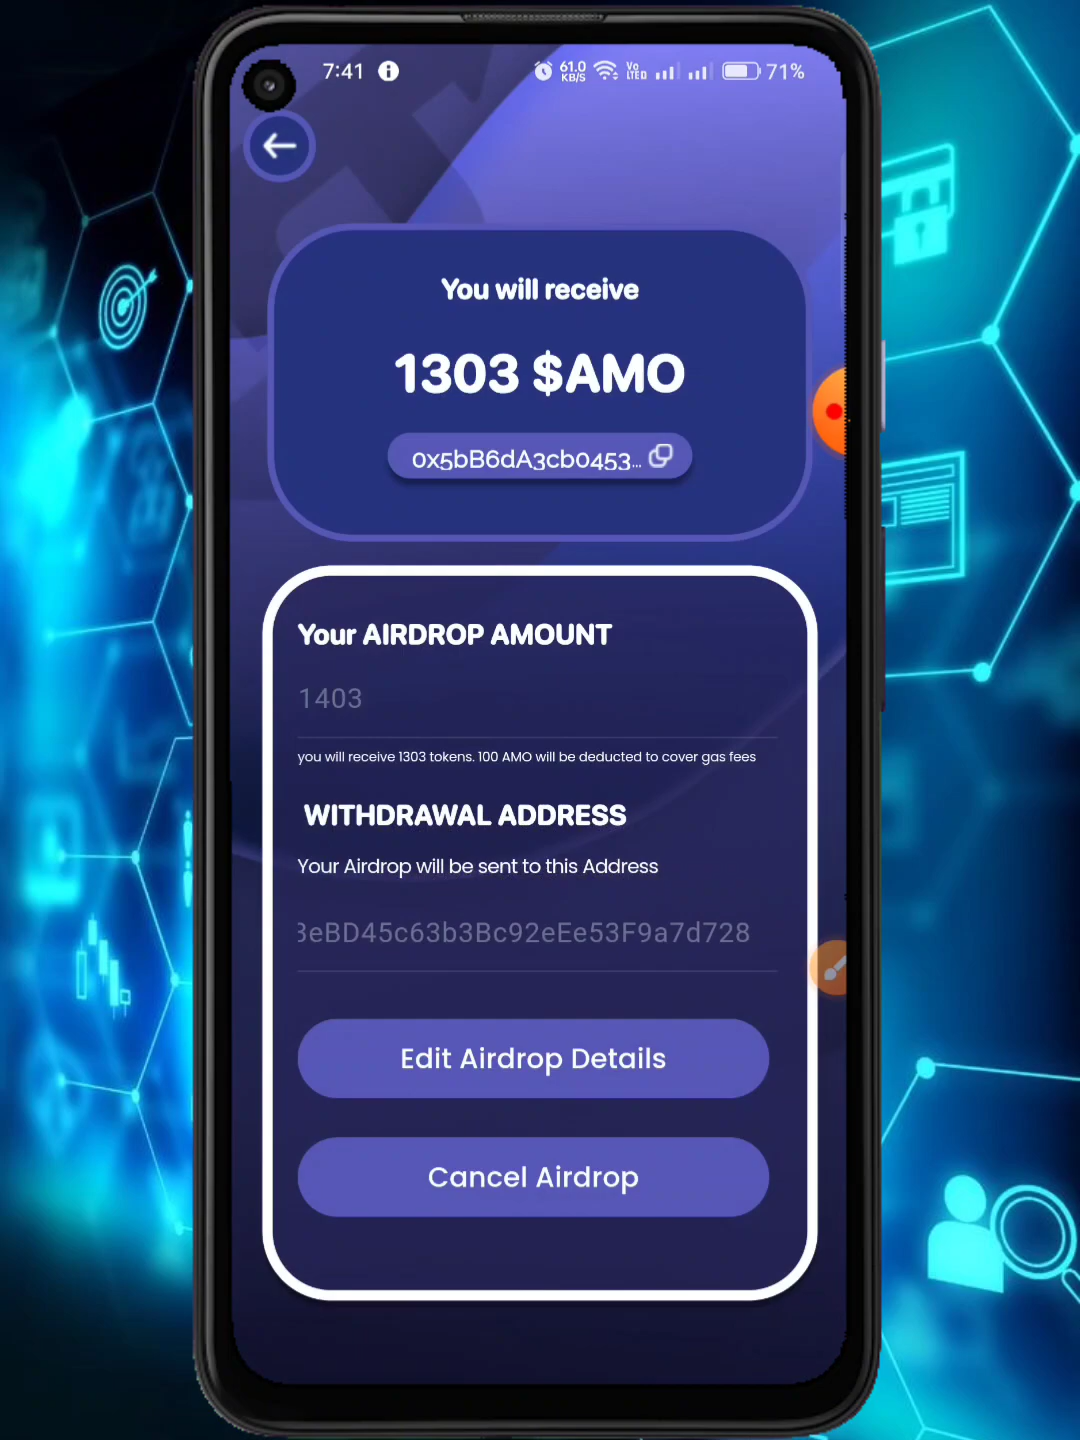 7:41
61.0
KB/S
Vo
LTED
71%
You will receive
1303 $AMO
0x5bB6dA3cb0453...
Your AIRDROP AMOUNT
1403
you will receive 1303 tokens. 100 AMO will be deducted to cover gas fees
WITHDRAWAL ADDRESS
Your Airdrop will be sent to this Address
3eBD45c63b3Bc92eEe53F9a7d728
Edit Airdrop Details
Cancel Airdrop